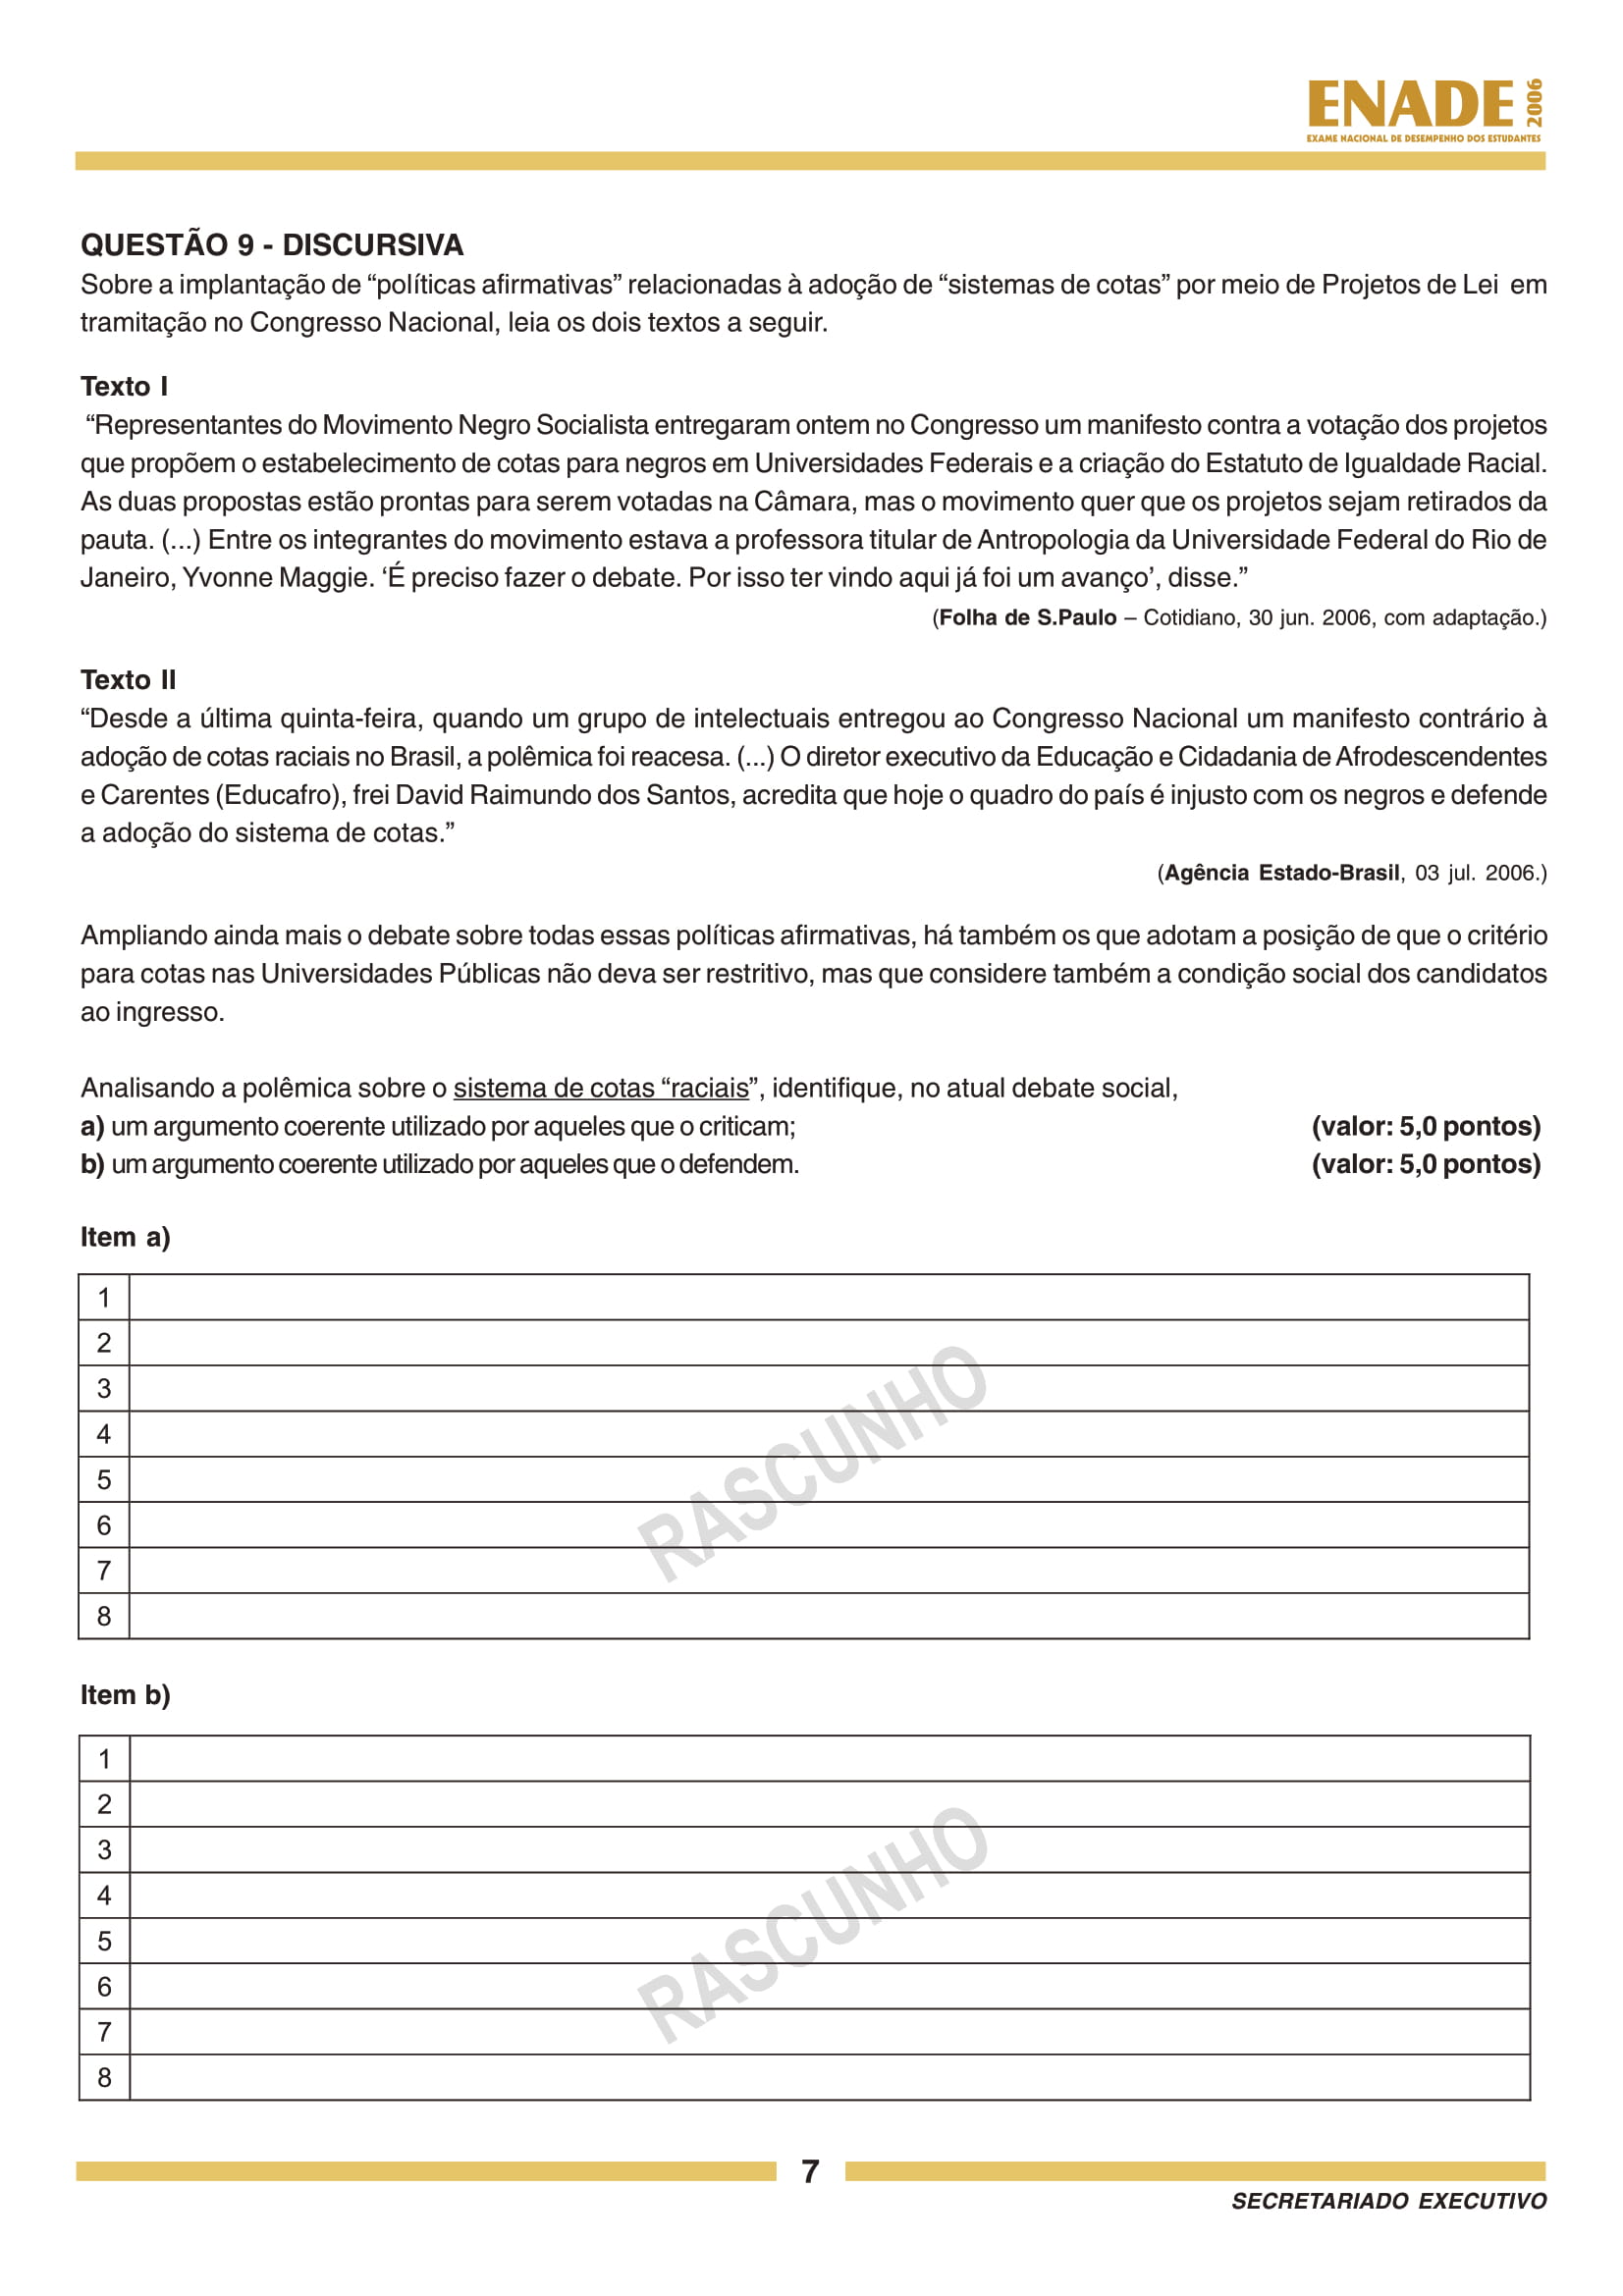 ENADE 2006
EXAME NACIONAL DE DESEMPENHO DOS ESTUDANTES
QUESTÃO 9 - DISCURSIVA
Sobre a implantação de “políticas afirmativas” relacionadas à adoção de “sistemas de cotas” por meio de Projetos de Lei em
tramitação no Congresso Nacional, leia os dois textos a seguir.
Texto I
“Representantes do Movimento Negro Socialista entregaram ontem no Congresso um manifesto contra a votação dos projetos
que propõem o estabelecimento de cotas para negros em Universidades Federais e a criação do Estatuto de Igualdade Racial.
As duas propostas estão prontas para serem votadas na Câmara, mas o movimento quer que os projetos sejam retirados da
pauta. (...) Entre os integrantes do movimento estava a professora titular de Antropologia da Universidade Federal do Rio de
Janeiro, Yvonne Maggie. ‘É preciso fazer o debate. Por isso ter vindo aqui já foi um avanço’, disse.”
(Folha de S.Paulo – Cotidiano, 30 jun. 2006, com adaptação.)
Texto II
“Desde a última quinta-feira, quando um grupo de intelectuais entregou ao Congresso Nacional um manifesto contrário à
adoção de cotas raciais no Brasil, a polêmica foi reacesa. (...) O diretor executivo da Educação e Cidadania de Afrodescendentes
e Carentes (Educafro), frei David Raimundo dos Santos, acredita que hoje o quadro do país é injusto com os negros e defende
a adoção do sistema de cotas.”
(Agência Estado-Brasil, 03 jul. 2006.)
Ampliando ainda mais o debate sobre todas essas políticas afirmativas, há também os que adotam a posição de que o critério
para cotas nas Universidades Públicas não deva ser restritivo, mas que considere também a condição social dos candidatos
ao ingresso.
Analisando a polêmica sobre o sistema de cotas “raciais”, identifique, no atual debate social,
a) um argumento coerente utilizado por aqueles que o criticam; (valor: 5,0 pontos)
b) um argumento coerente utilizado por aqueles que o defendem. (valor: 5,0 pontos)
Item a)
1
2
3
4
5
6
7
8
RASCUNHO
Item b)
1
2
3
4
5
6
7
8
RASCUNHO
7
SECRETARIADO EXECUTIVO